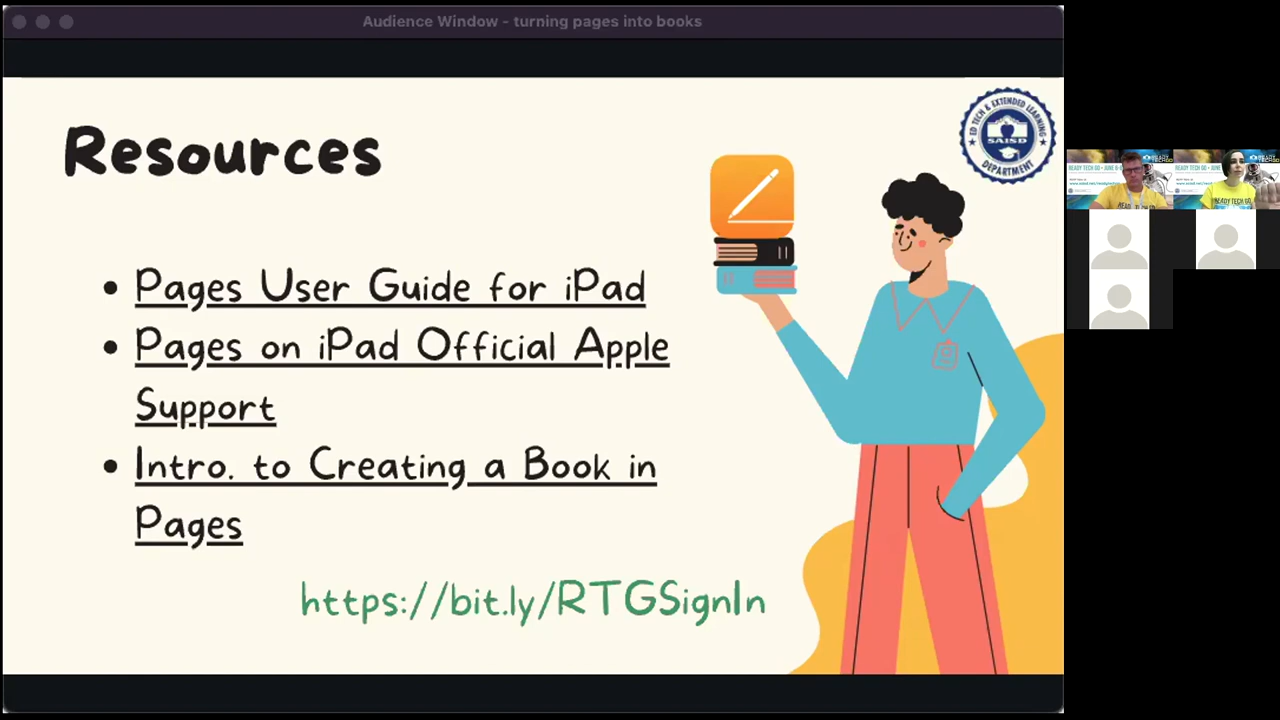 Audience Window - turning pages into books
Resources
ED TECH & EXTENDED LEARNING
SAISD
DEPARTMENT
• Pages User Guide for iPad
• Pages on iPad Official Apple
Support
• Intro. to Creating a Book in
Pages
https://bit.ly/RTGSignIn